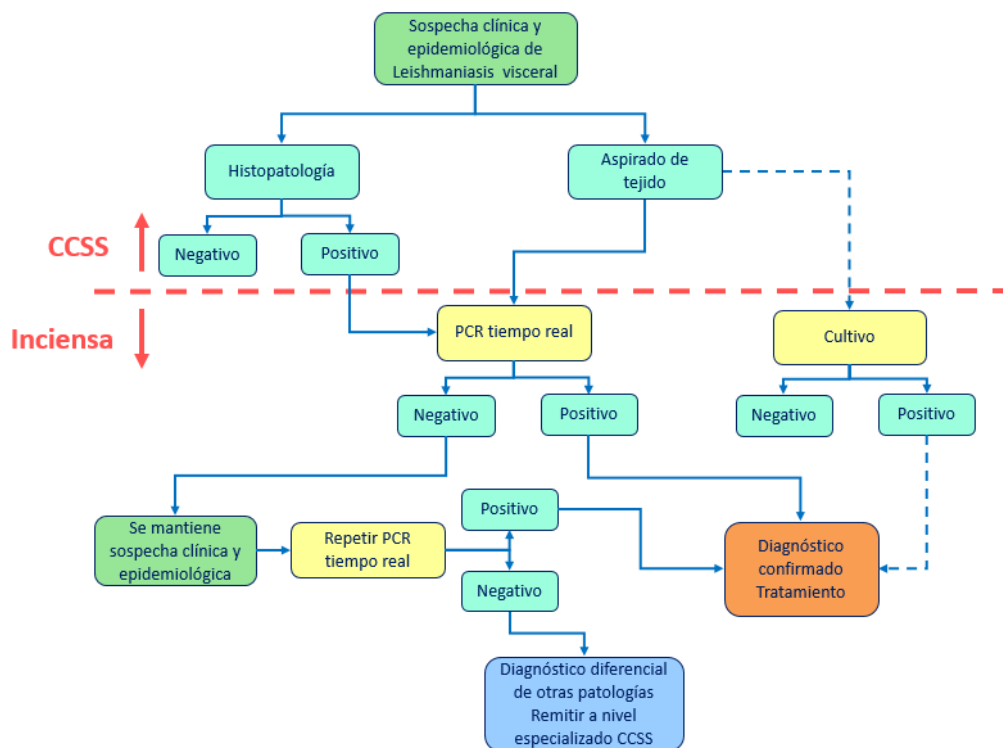 Sospecha clínica y
epidemiológica de
Leishmaniasis visceral
Histopatología
Aspirado de
tejido
CCSS
Negativo
Positivo
Inciensa
PCR tiempo real
Cultivo
Negativo
Positivo
Negativo
Positivo
Se mantiene
sospecha clínica y
epidemiológica
Repetir PCR
tiempo real
Positivo
Negativo
Diagnóstico
confirmado
Tratamiento
Diagnóstico diferencial
de otras patologías
Remitir a nivel
especializado CCSS